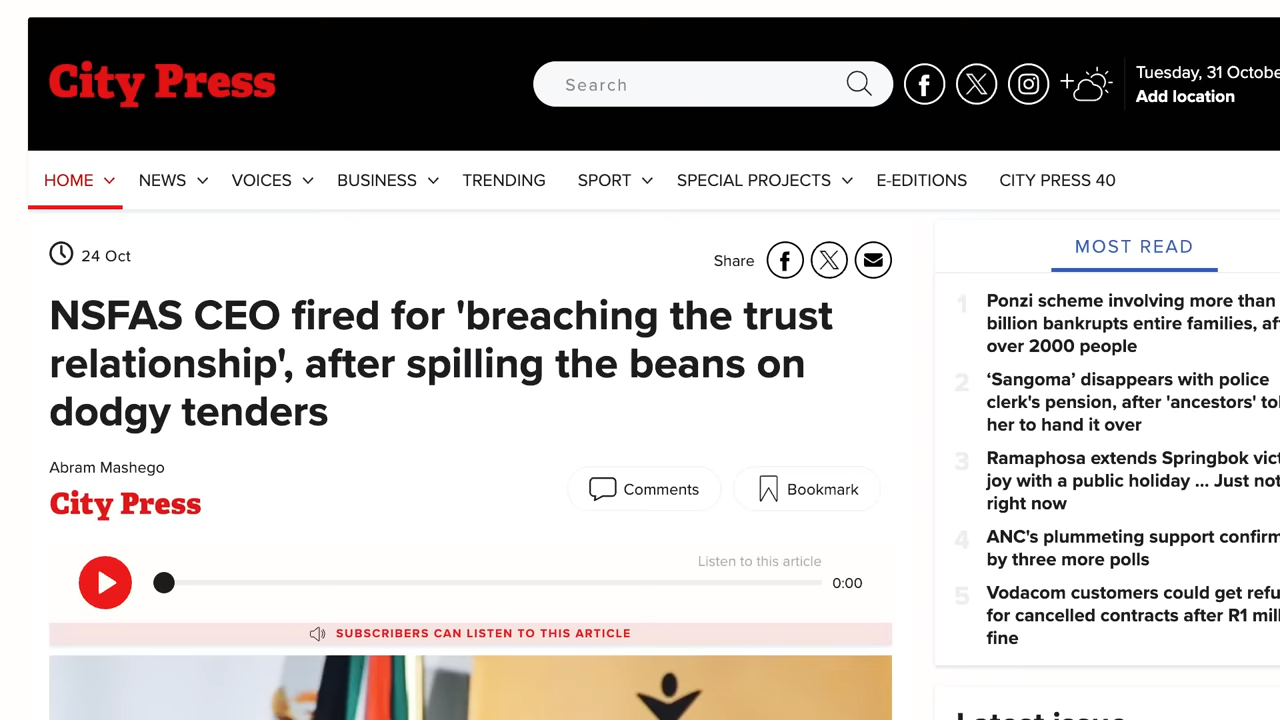 City Press
Search
Tuesday, 31 Octobe
Add location
HOME
NEWS
VOICES
BUSINESS
TRENDING
SPORT
SPECIAL PROJECTS
E-EDITIONS
CITY PRESS 40
24 Oct
Share
NSFAS CEO fired for 'breaching the trust
relationship', after spilling the beans on
dodgy tenders
Abram Mashego
City Press
Comments
Bookmark
Listen to this article
0:00
SUBSCRIBERS CAN LISTEN TO THIS ARTICLE
MOST READ
1
Ponzi scheme involving more than
billion bankrupts entire families, af
over 2000 people
2
‘Sangoma’ disappears with police
clerk's pension, after 'ancestors' tol
her to hand it over
3
Ramaphosa extends Springbok vict
joy with a public holiday ... Just not
right now
4
ANC's plummeting support confirm
by three more polls
5
Vodacom customers could get refu
for cancelled contracts after R1 mil
fine
Latest issue